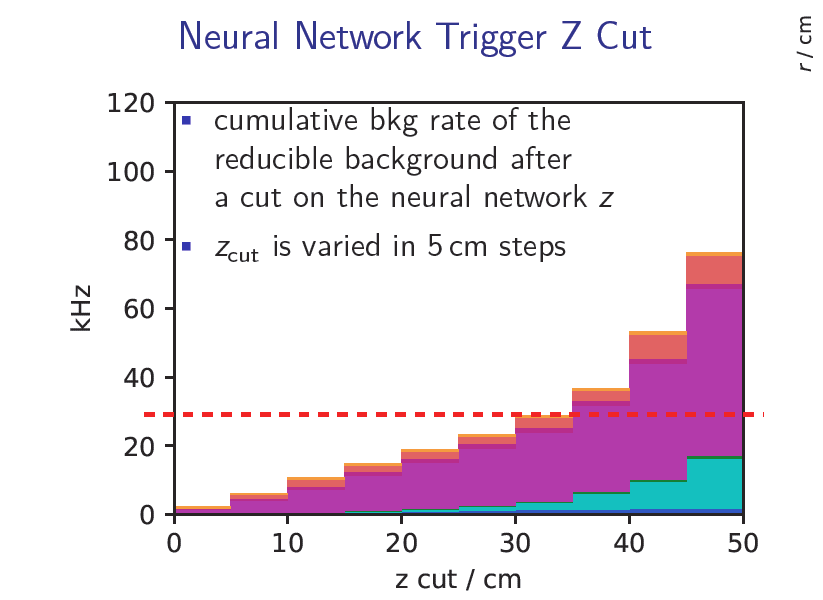 Neural Network Trigger Z Cut
r / cm
120
100
80
60
40
20
0
kHz
▪ cumulative bkg rate of the
reducible background after
a cut on the neural network z
▪ zcut is varied in 5 cm steps
0 10 20 30 40 50
z cut / cm